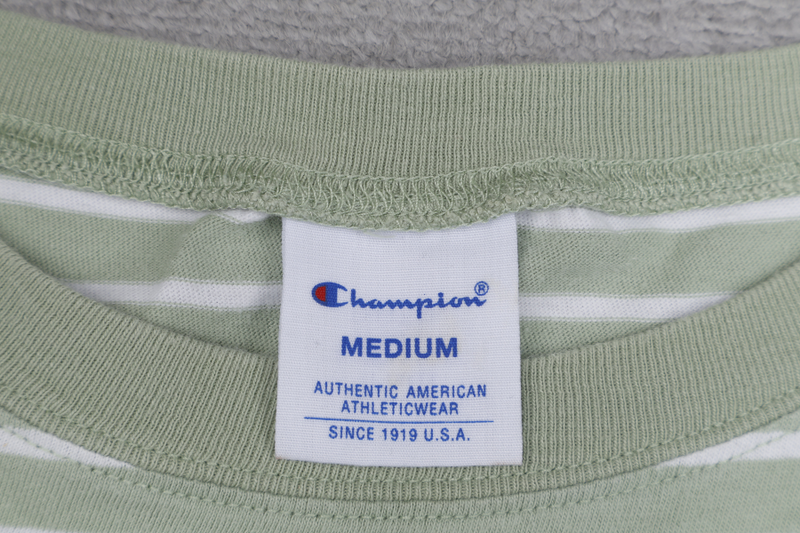 Champion®
MEDIUM
AUTHENTIC AMERICAN
ATHLETICWEAR
SINCE 1919 U.S.A.